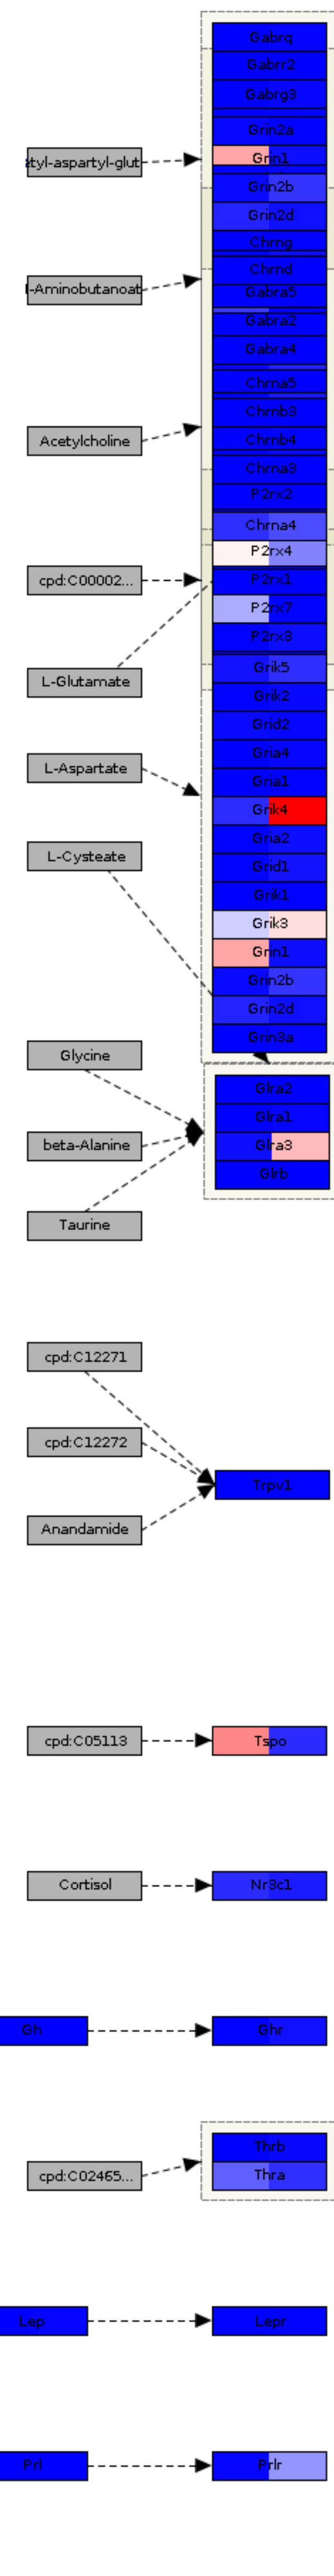 Gabrq
Gabrr2
Gabrg3
Grin2a
tyl-aspartyl-glut
Grin1
Grin2b
Grin2d
Chrng
Chrnd
l-Aminobutanoat
Gabra5
Gabra2
Gabra4
Chrna5
Chrnb3
Acetylcholine
Chrnb4
Chrna3
P2rx2
Chrna4
P2rx4
cpd:C00002...
P2rx1
P2rx7
P2rx3
Grik5
L-Glutamate
Grik2
Grid2
Gria4
L-Aspartate
Gria1
Grik4
Gria2
L-Cysteate
Grid1
Grik1
Grik3
Grin1
Grin2b
Grin2d
Grin3a
Glycine
Glra2
Glra1
beta-Alanine
Glra3
Glrb
Taurine
cpd:C12271
cpd:C12272
Trpv1
Anandamide
cpd:C05113
Tspo
Cortisol
Nr3c1
Gh
Ghr
Thrb
cpd:C02465...
Thra
Lep
Lepr
Prl
Prlr